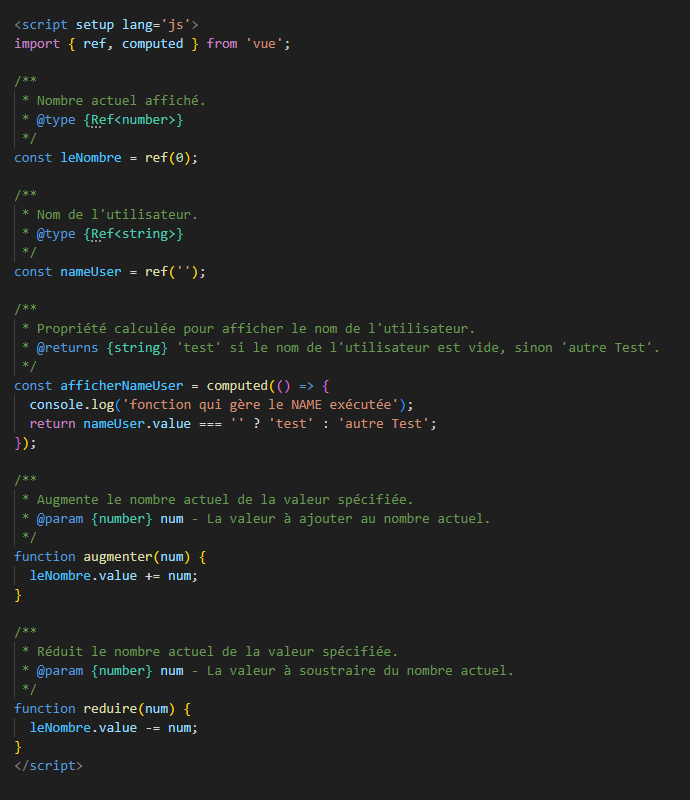 <script setup lang='js'>
import { ref, computed } from 'vue';

/**
 * Nombre actuel affiché.
 * @type {Ref<number>}
 */
const leNombre = ref(0);

/**
 * Nom de l'utilisateur.
 * @type {Ref<string>}
 */
const nameUser = ref('');

/**
 * Propriété calculée pour afficher le nom de l'utilisateur.
 * @returns {string} 'test' si le nom de l'utilisateur est vide, sinon 'autre Test'.
 */
const afficherNameUser = computed(() => {
  console.log('fonction qui gère le NAME exécutée');
  return nameUser.value === '' ? 'test' : 'autre Test';
});

/**
 * Augmente le nombre actuel de la valeur spécifiée.
 * @param {number} num - La valeur à ajouter au nombre actuel.
 */
function augmenter(num) {
  leNombre.value += num;
}

/**
 * Réduit le nombre actuel de la valeur spécifiée.
 * @param {number} num - La valeur à soustraire du nombre actuel.
 */
function reduire(num) {
  leNombre.value -= num;
}
</script>